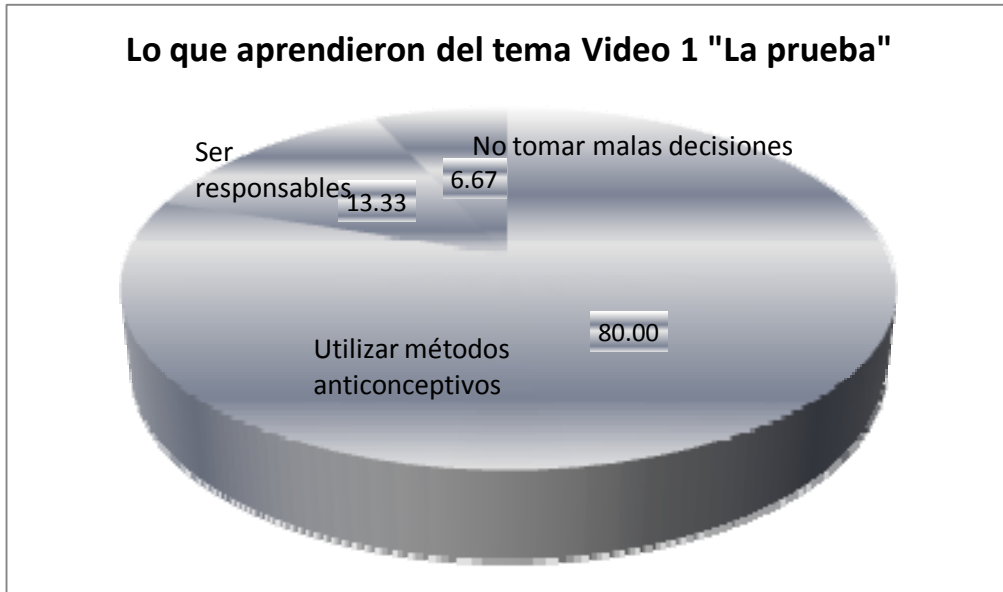 Lo que aprendieron del tema Video 1 "La prueba"
No tomar malas decisiones
Ser
responsables
6.67
13.33
80.00
Utilizar métodos
anticonceptivos